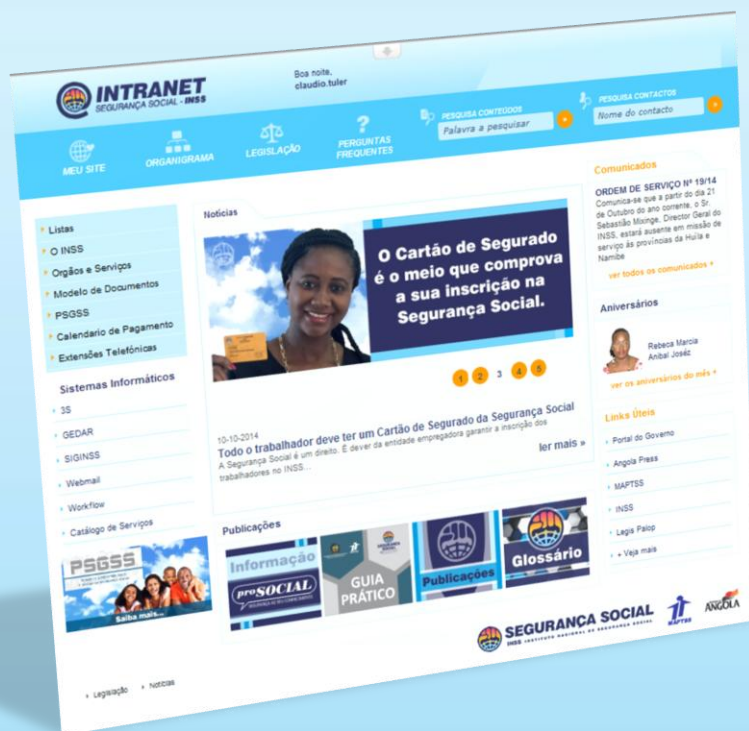 INTRANET
SEGURANÇA SOCIAL - INSS
Boa noite,
claudio.tuler
MEU SITE
ORGANIGRAMA
LEGISLAÇÃO
?
PERGUNTAS
FREQUENTES
PESQUISA CONTEÚDOS
Palavra a pesquisar
PESQUISA CONTACTOS
Nome do contacto
Listas
O INSS
Orgãos e Serviços
Modelo de Documentos
PSGSS
Calendario de Pagamento
Extensões Telefónicas
Sistemas Informáticos
3S
GEDAR
SIGINSS
Webmail
Workflow
Catálogo de Serviços
PSGSS
Saiba mais...
Notícias
O Cartão de Segurado
é o meio que comprova
a sua inscrição na
Segurança Social.
1 2 3 4 5
10-10-2014
Todo o trabalhador deve ter um Cartão de Segurado da Segurança Social
A Segurança Social é um direito. É dever da entidade empregadora garantir a inscrição dos
trabalhadores no INSS...
ler mais »
Publicações
Informação
proSOCIAL
GUIA
PRÁTICO
Publicações
Glossário
Comunicados
ORDEM DE SERVIÇO Nº 19/14
Comunica-se que a partir do dia 21
de Outubro do ano corrente, o Sr.
Sebastião Mixinge, Director Geral do
INSS, estará ausente em missão de
serviço às províncias da Huíla e
Namibe
ver todos os comunicados +
Aniversários
Rebeca Marcia
Anibal Joséz
ver os aniversários do mês +
Links Úteis
Portal do Governo
Angola Press
MAPTSS
INSS
Legis Palop
+ Veja mais
SEGURANÇA SOCIAL
INSS INSTITUTO NACIONAL DE SEGURANÇA SOCIAL
MAPTSS
ANGOLA
Legislação
Notícias